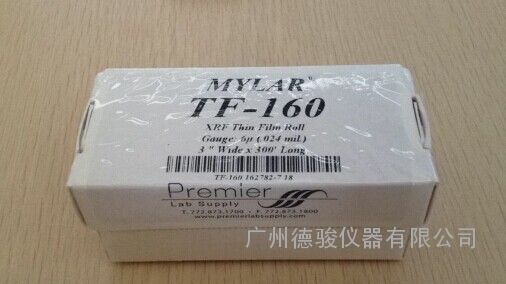 MYLAR®
TF-160
XRF Thin Film Roll
Gauge: 6μ (.024 mil.)
3 " Wide x 300' Long
TF-160 162782-7 18
Premier
Lab Supply
T. 772.873.1700 • F. 772.873.1800
www.premierlabsupply.com
广州德骏仪器有限公司